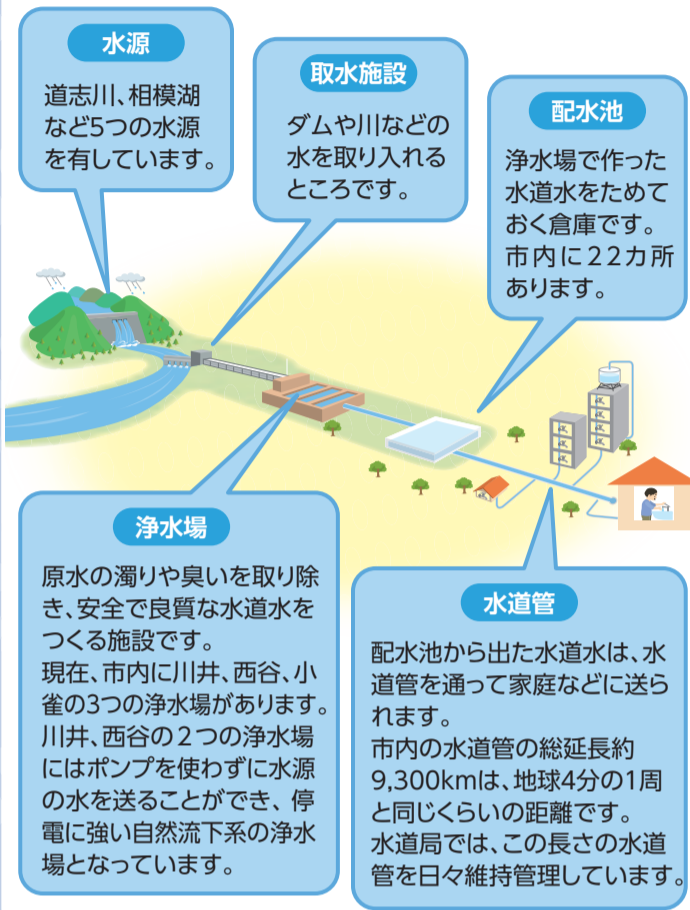 水源
道志川、相模湖
など5つの水源
を有しています。
取水施設
ダムや川などの
水を取り入れる
ところです。
配水池
浄水場で作った
水道水をためて
おく倉庫です。
市内に22カ所
あります。
浄水場
原水の濁りや臭いを取り除
き、安全で良質な水道水を
つくる施設です。
現在、市内に川井、西谷、小
雀の3つの浄水場があります。
川井、西谷の2つの浄水場
にはポンプを使わずに水源
の水を送ることができ、停
電に強い自然流下系の浄水
場となっています。
水道管
配水池から出た水道水は、水
道管を通って家庭などに送ら
れます。
市内の水道管の総延長約
9,300kmは、地球4分の1周
と同じくらいの距離です。
水道局では、この長さの水道
管を日々維持管理しています。